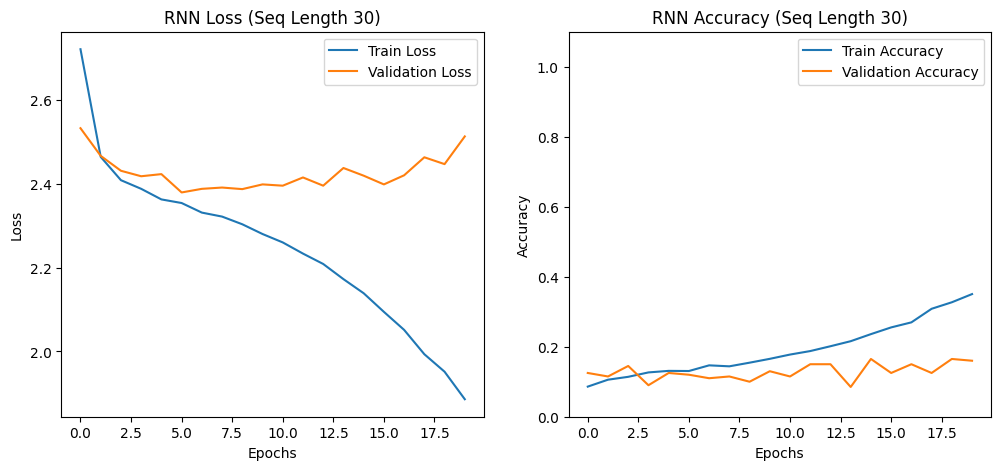 RNN Loss (Seq Length 30)
Train Loss
Validation Loss
2.6
2.4
2.2
2.0
Loss
0.0 2.5 5.0 7.5 10.0 12.5 15.0 17.5
Epochs
RNN Accuracy (Seq Length 30)
Train Accuracy
Validation Accuracy
1.0
0.8
0.6
0.4
0.2
0.0
Accuracy
0.0 2.5 5.0 7.5 10.0 12.5 15.0 17.5
Epochs